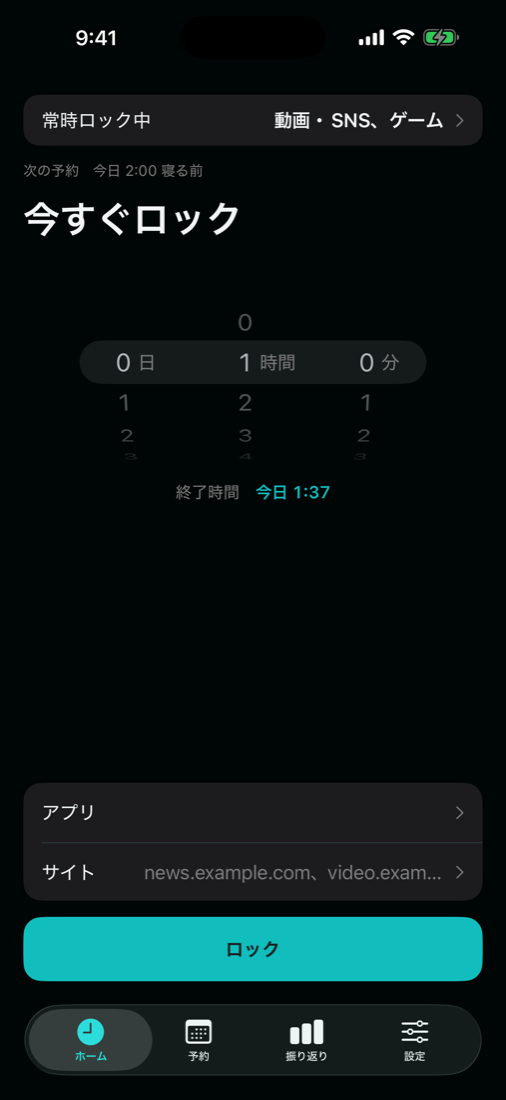 9:41
常時ロック中 動画・SNS、ゲーム
次の予約 今日 2:00 寝る前
今すぐロック
0
0 日 1 時間 0 分
1 2 1
2 3 2
3 4 3
終了時間 今日 1:37
アプリ
サイト news.example.com、video.exam...
ロック
ホーム 予約 振り返り 設定